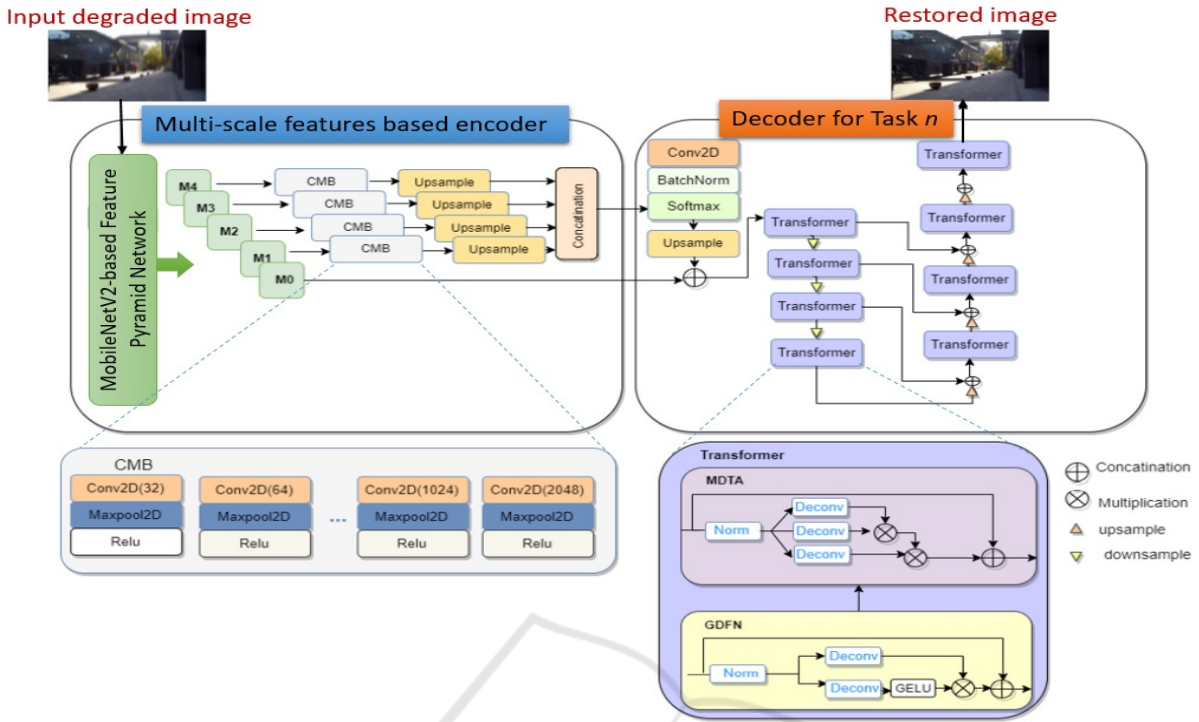 Input degraded image
Restored image
Multi-scale features based encoder
Decoder for Task n
MobileNetV2-based Feature
Pyramid Network
M4
M3
M2
M1
M0
CMB
CMB
CMB
CMB
Upsample
Upsample
Upsample
Upsample
Concatination
Conv2D
BatchNorm
Softmax
Upsample
Transformer
Transformer
Transformer
Transformer
Transformer
Transformer
Transformer
Transformer
CMB
Conv2D(32)
Maxpool2D
Relu
Conv2D(64)
Maxpool2D
Relu
...
Conv2D(1024)
Maxpool2D
Relu
Conv2D(2048)
Maxpool2D
Relu
Transformer
MDTA
Norm
Deconv
Deconv
Deconv
GDFN
Norm
Deconv
Deconv
GELU
Concatination
Multiplication
upsample
downsample